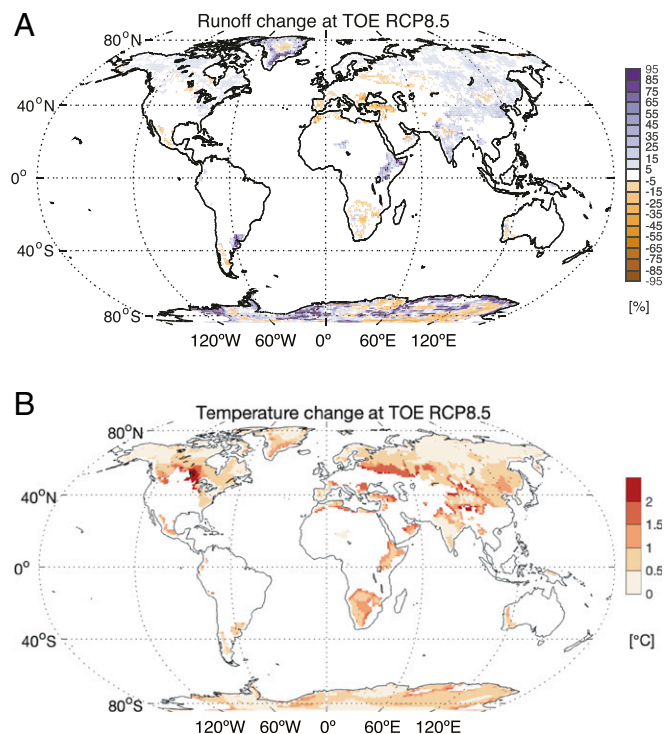 A
Runoff change at TOE RCP8.5
80°N
40°N
0°
40°S
80°S
120°W 60°W 0° 60°E 120°E
95
85
75
65
55
45
35
25
15
5
-5
-15
-25
-35
-45
-55
-65
-75
-85
-95
[%]
B
Temperature change at TOE RCP8.5
80°N
40°N
0°
40°S
80°S
120°W 60°W 0° 60°E 120°E
2
1.5
1
0.5
0
[°C]